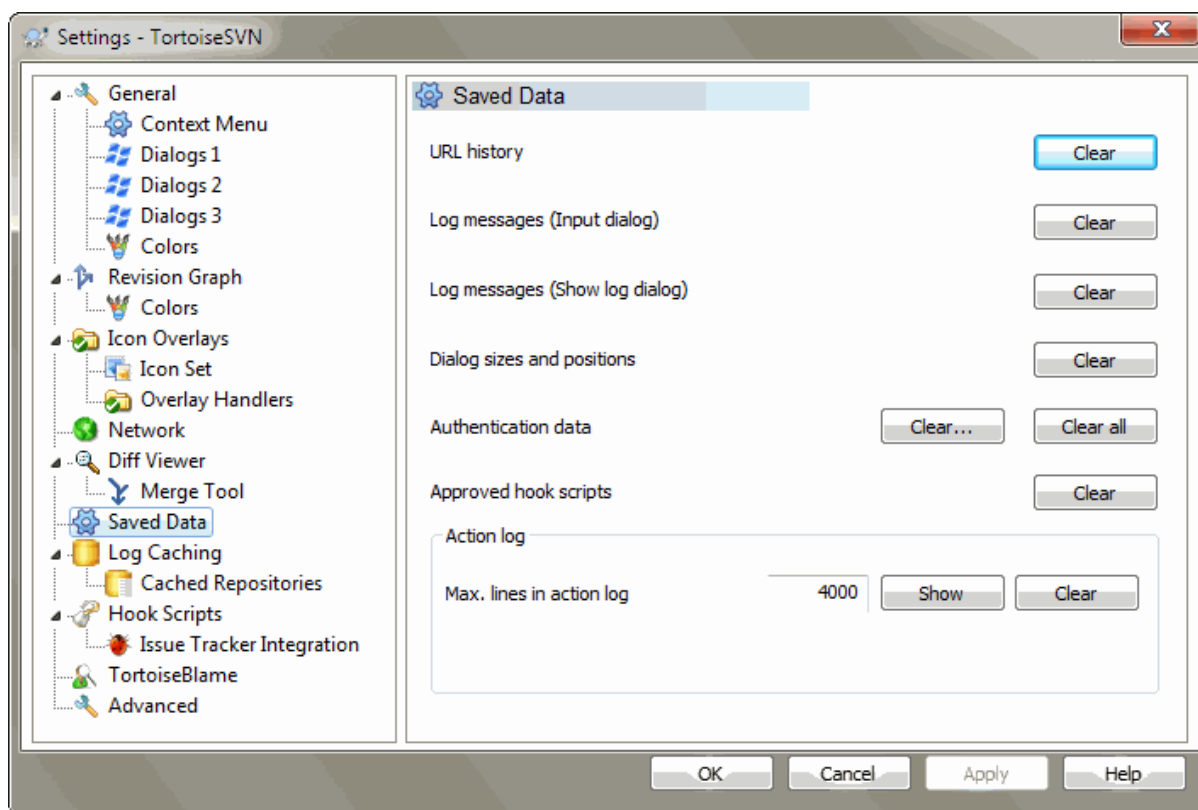 Settings - TortoiseSVN
General
Context Menu
Dialogs 1
Dialogs 2
Dialogs 3
Colors
Revision Graph
Colors
Icon Overlays
Icon Set
Overlay Handlers
Network
Diff Viewer
Merge Tool
Saved Data
Log Caching
Cached Repositories
Hook Scripts
Issue Tracker Integration
TortoiseBlame
Advanced
Saved Data
URL history Clear
Log messages (Input dialog) Clear
Log messages (Show log dialog) Clear
Dialog sizes and positions Clear
Authentication data Clear... Clear all
Approved hook scripts Clear
Action log
Max. lines in action log 4000 Show Clear
OK Cancel Apply Help